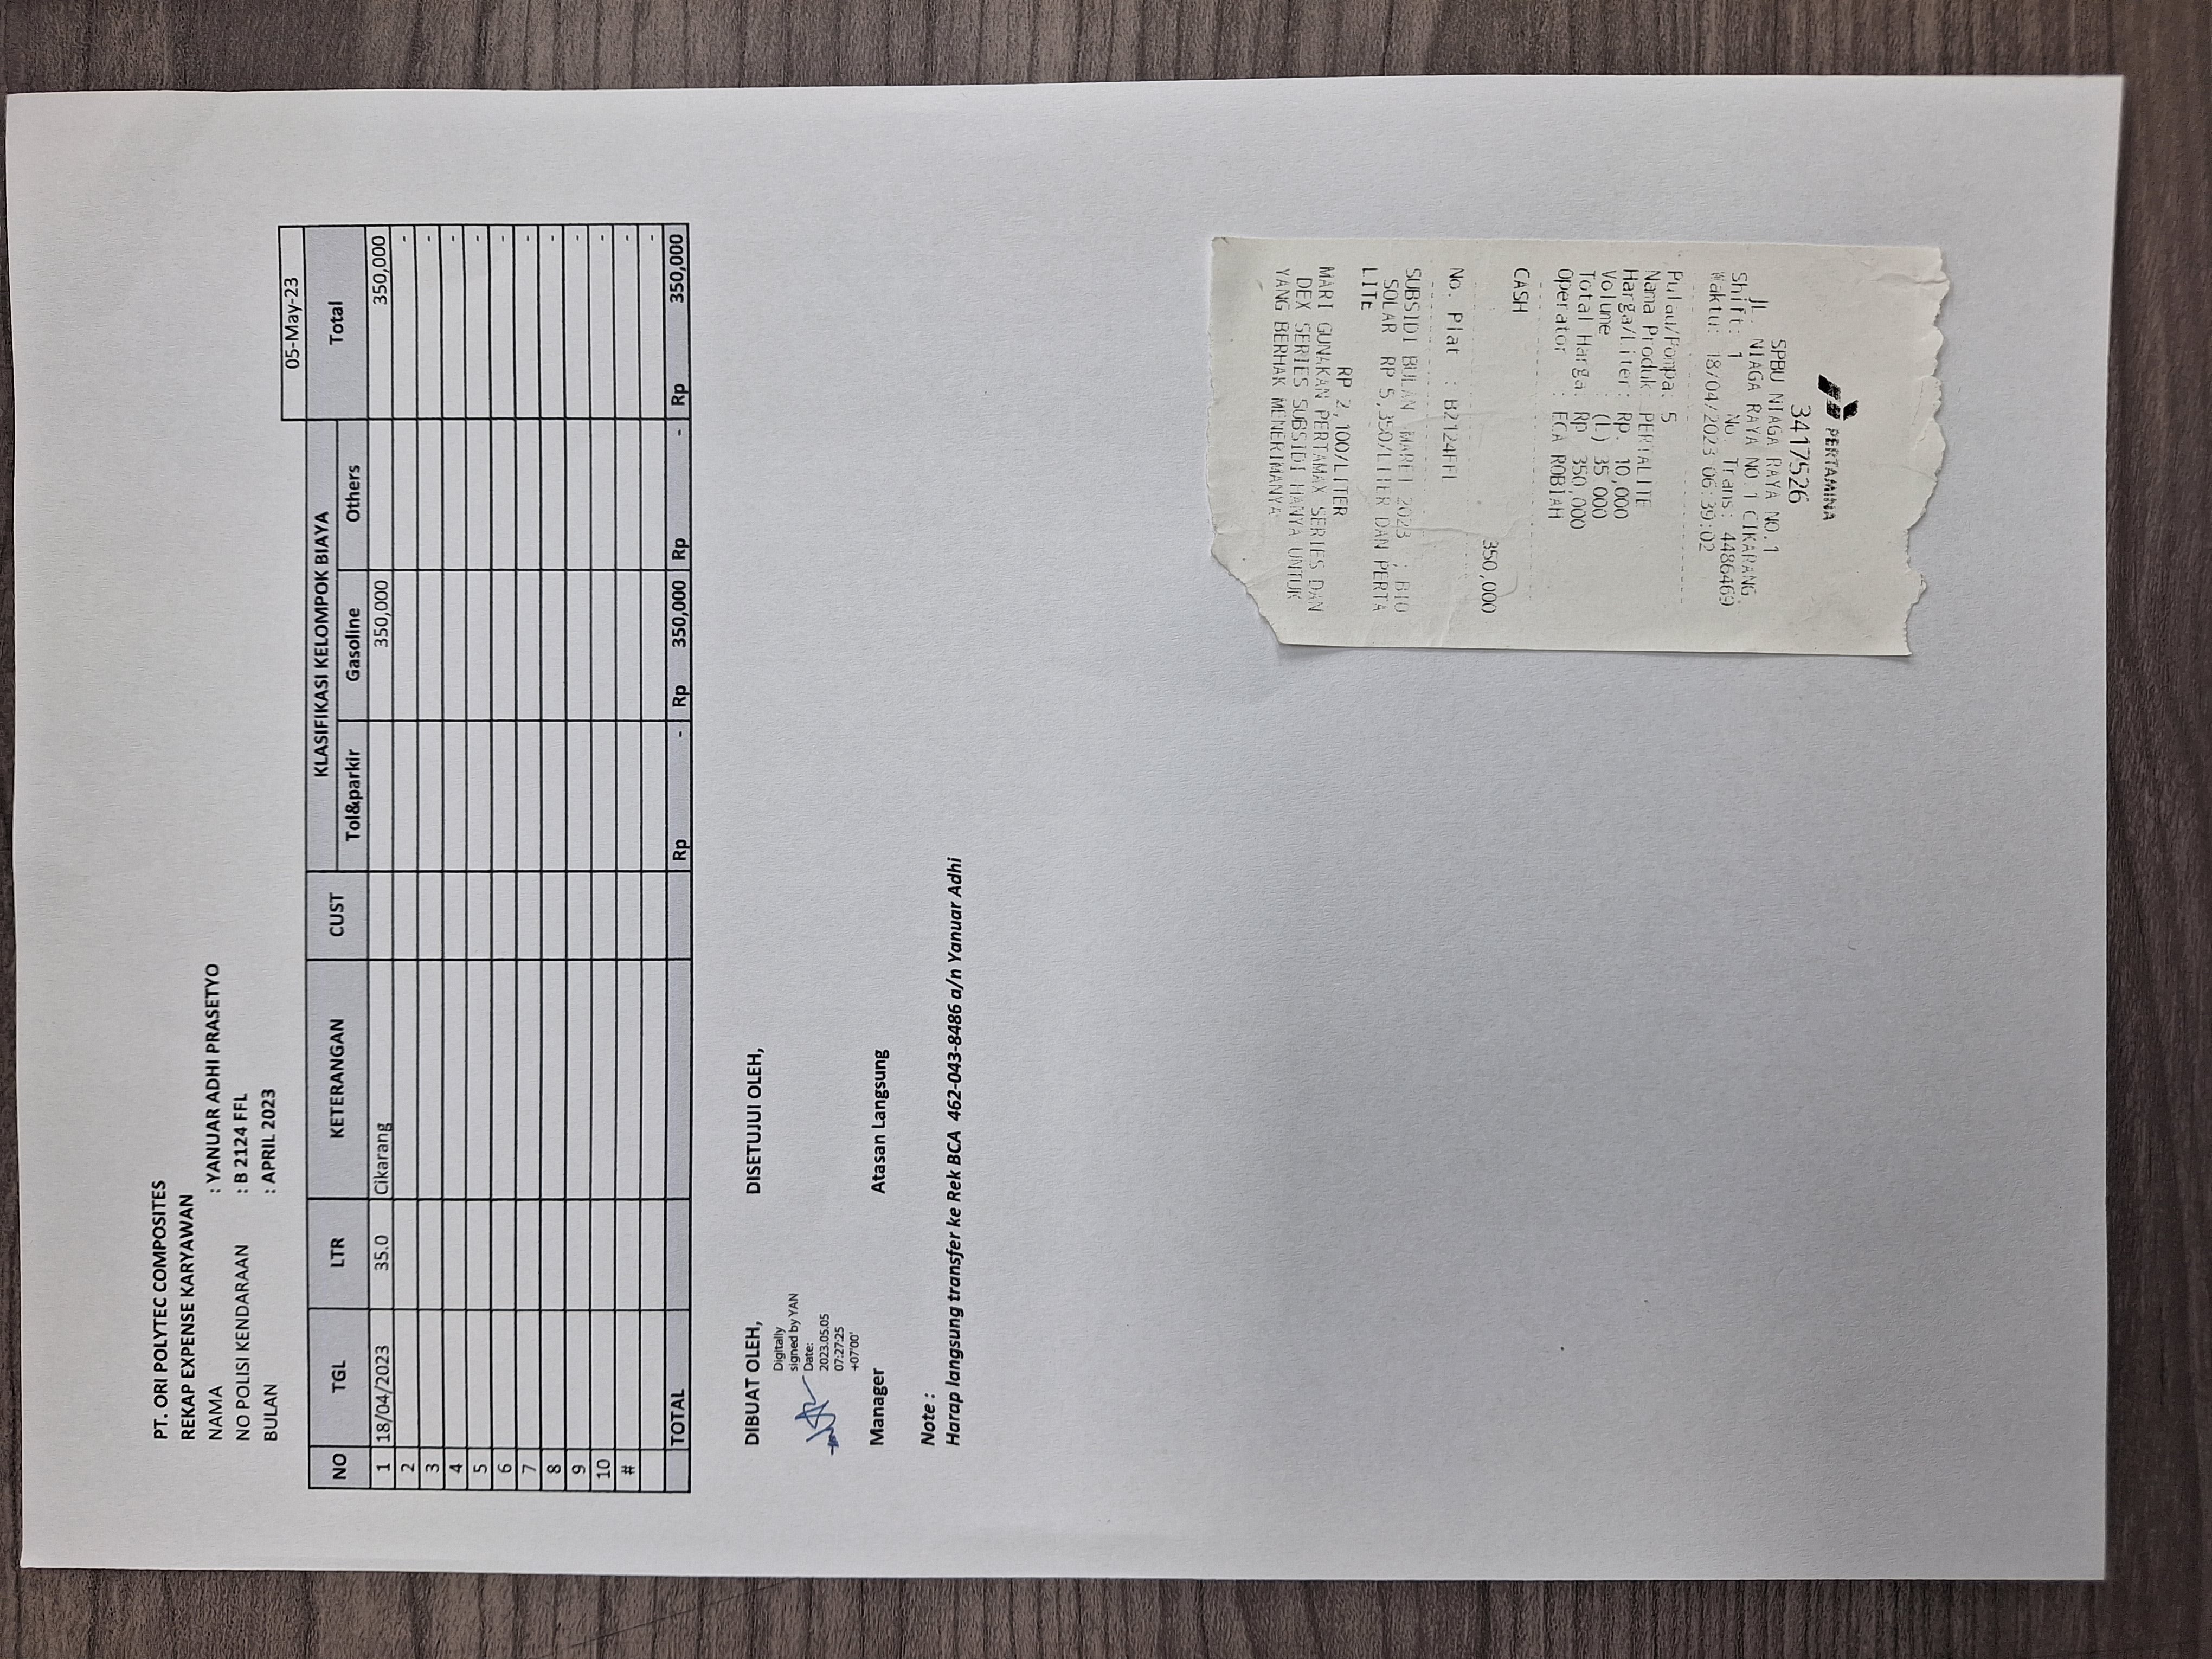 PT. ORI POLYTEC COMPOSITES
REKAP EXPENSE KARYAWAN
NAMA : YANUAR ADHI PRASETYO
NO POLISI KENDARAAN : B 2124 FFL
BULAN : APRIL 2023
05-May-23
NO TGL LTR KETERANGAN CUST KLASIFIKASI KELOMPOK BIAYA Total
Tol&parkir Gasoline Others
1 18/04/2023 35.0 Cikarang 350,000 350,000
2 -
3 -
4 -
5 -
6 -
7 -
8 -
9 -
10 -
# -
-
TOTAL Rp - Rp 350,000 Rp - Rp 350,000
DIBUAT OLEH, DISETUJUI OLEH,
Digitally
signed by YAN
Date:
2023.05.05
07:27:25
+07'00'
Manager Atasan Langsung
Note :
Harap langsung transfer ke Rek BCA 462-043-8486 a/n Yanuar Adhi
PERTAMINA
3417526
SPBU NIAGA RAYA NO.1
JL. NIAGA RAYA NO.1 CIKARANG,
Shift: 1 No. Trans: 4486469
Waktu: 18/04/2023 06:39:02
Pulau/Pompa: 5
Nama Produk: PERTALITE
Harga/Liter: Rp. 10,000
Volume : (L) 35.000
Total Harga: Rp. 350,000
Operator : ECA ROBIAH
CASH
350,000
No. Plat : B2124FFL
SUBSIDI BULAN MARET 2023 : BIO
SOLAR RP 5,350/LITER DAN PERTA
LITE
RP 2,100/LITER
MARI GUNAKAN PERTAMAX SERIES DAN
DEX SERIES SUBSIDI HANYA UNTUK
YANG BERHAK MENERIMANYA